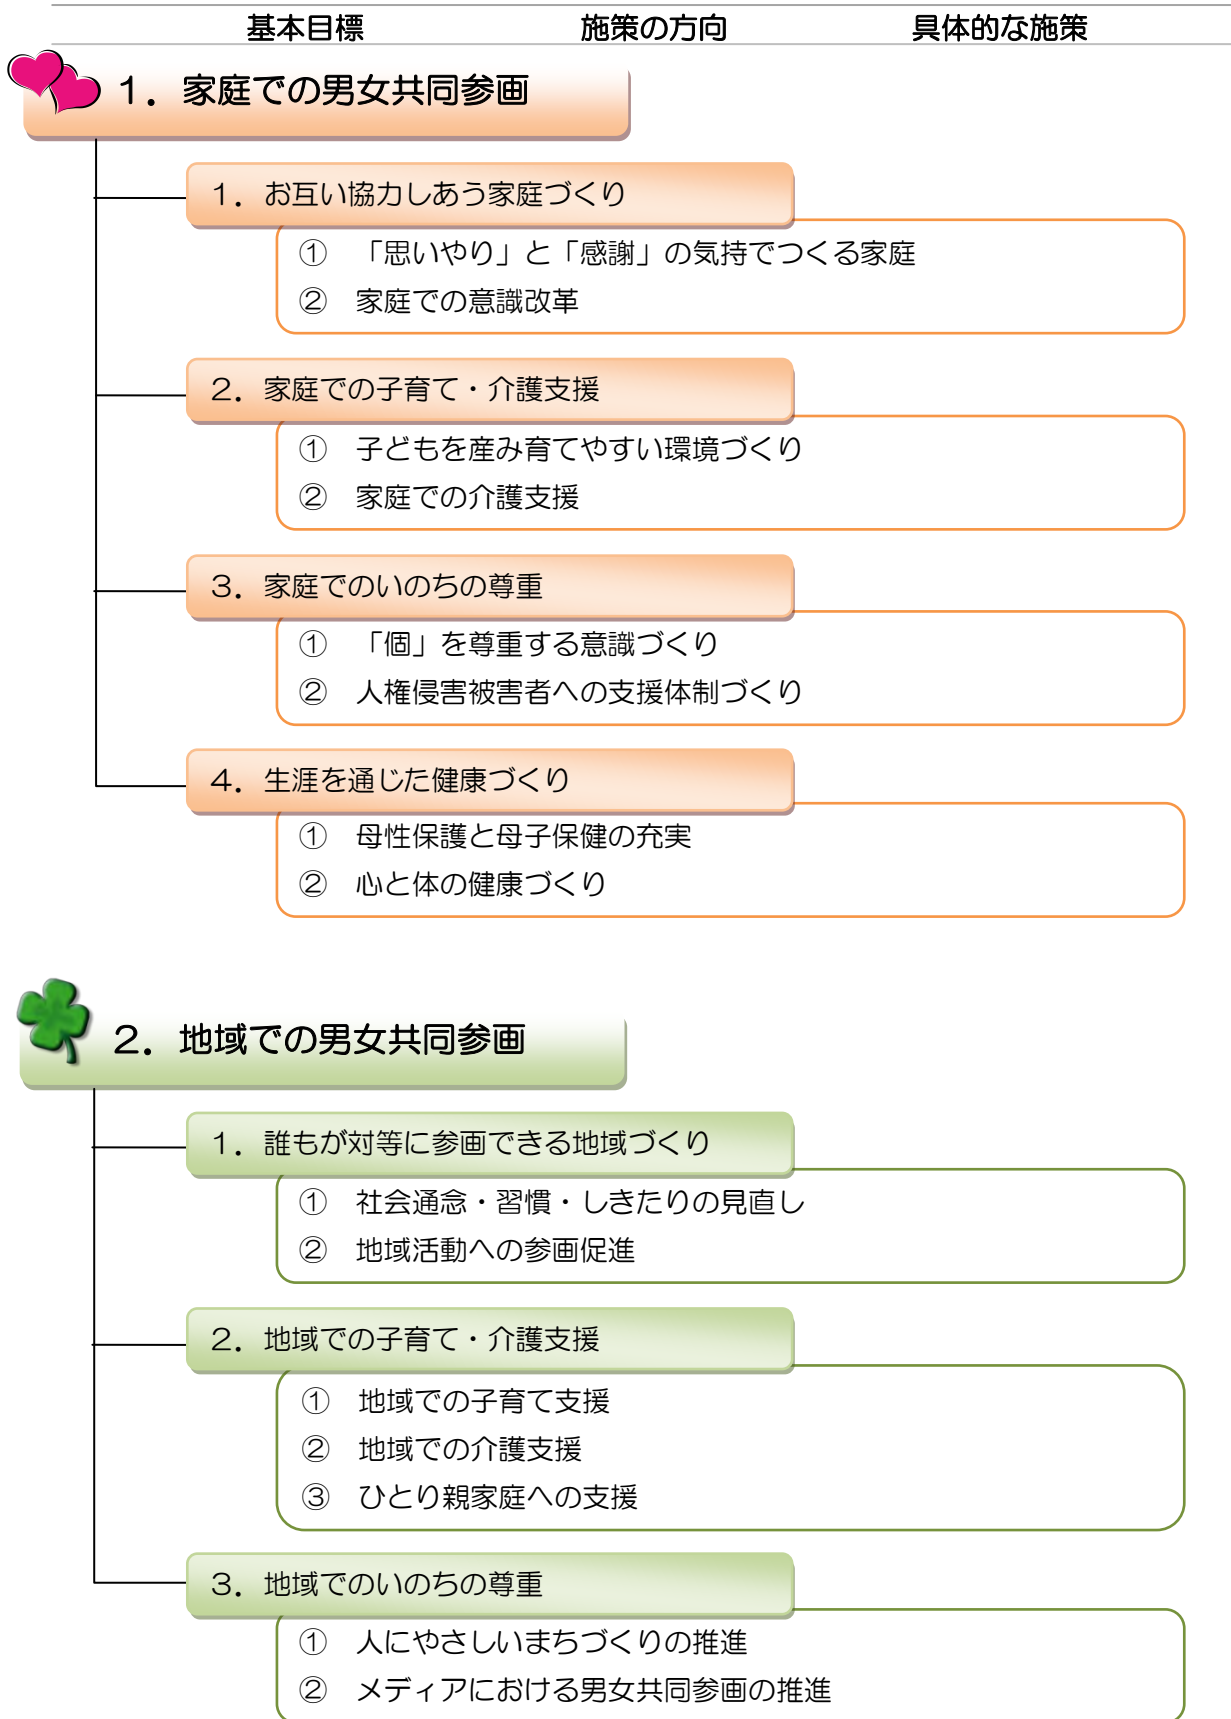 基本目標　施策の方向　具体的な施策
１．家庭での男女共同参画
１．お互い協力しあう家庭づくり
①　「思いやり」と「感謝」の気持でつくる家庭
②　家庭での意識改革
２．家庭での子育て・介護支援
①　子どもを産み育てやすい環境づくり
②　家庭での介護支援
３．家庭でのいのちの尊重
①　「個」を尊重する意識づくり
②　人権侵害被害者への支援体制づくり
４．生涯を通じた健康づくり
①　母性保護と母子保健の充実
②　心と体の健康づくり
２．地域での男女共同参画
１．誰もが対等に参画できる地域づくり
①　社会通念・習慣・しきたりの見直し
②　地域活動への参画促進
２．地域での子育て・介護支援
①　地域での子育て支援
②　地域での介護支援
③　ひとり親家庭への支援
３．地域でのいのちの尊重
①　人にやさしいまちづくりの推進
②　メディアにおける男女共同参画の推進